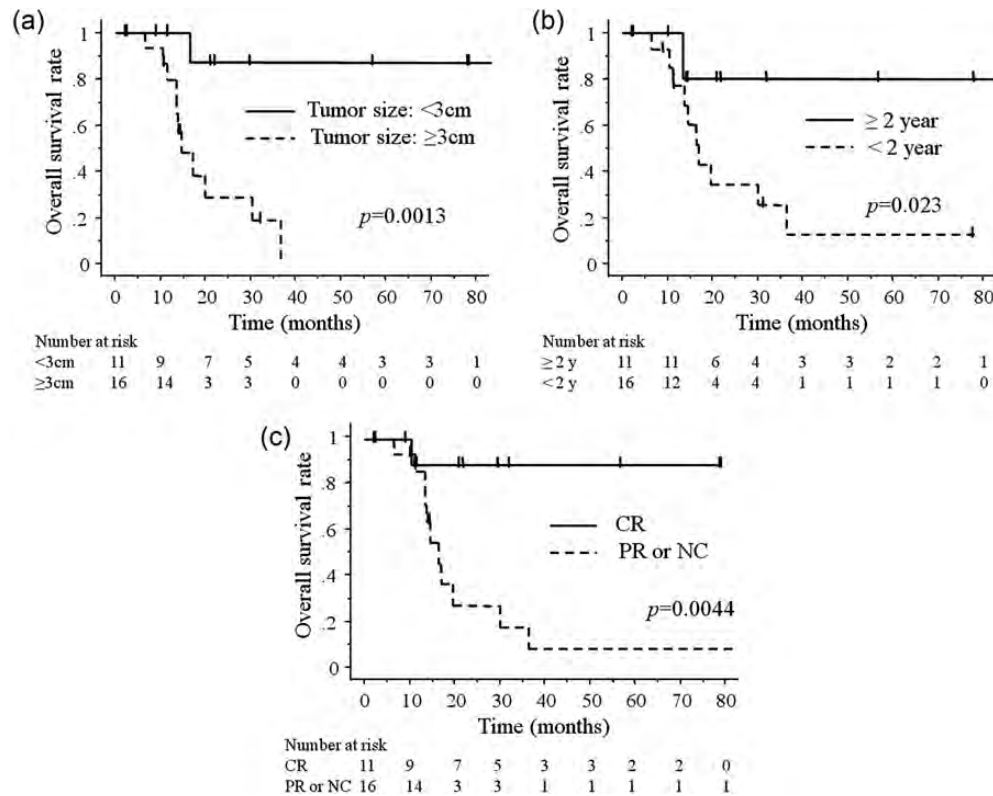 (a)
1
.8
.6
.4
.2
0
Overall survival rate
Tumor size: <3cm
Tumor size: ≥3cm
p=0.0013
0 10 20 30 40 50 60 70 80
Time (months)
Number at risk
<3cm 11 9 7 5 4 4 3 3 1
≥3cm 16 14 3 3 0 0 0 0 0
(b)
1
.8
.6
.4
.2
0
Overall survival rate
≥ 2 year
< 2 year
p=0.023
0 10 20 30 40 50 60 70 80
Time (months)
Number at risk
≥ 2 y 11 11 6 4 3 3 2 2 1
< 2 y 16 12 4 4 1 1 1 1 0
(c)
1
.8
.6
.4
.2
0
Overall survival rate
CR
PR or NC
p=0.0044
0 10 20 30 40 50 60 70 80
Time (months)
Number at risk
CR 11 9 7 5 3 3 2 2 0
PR or NC 16 14 3 3 1 1 1 1 1